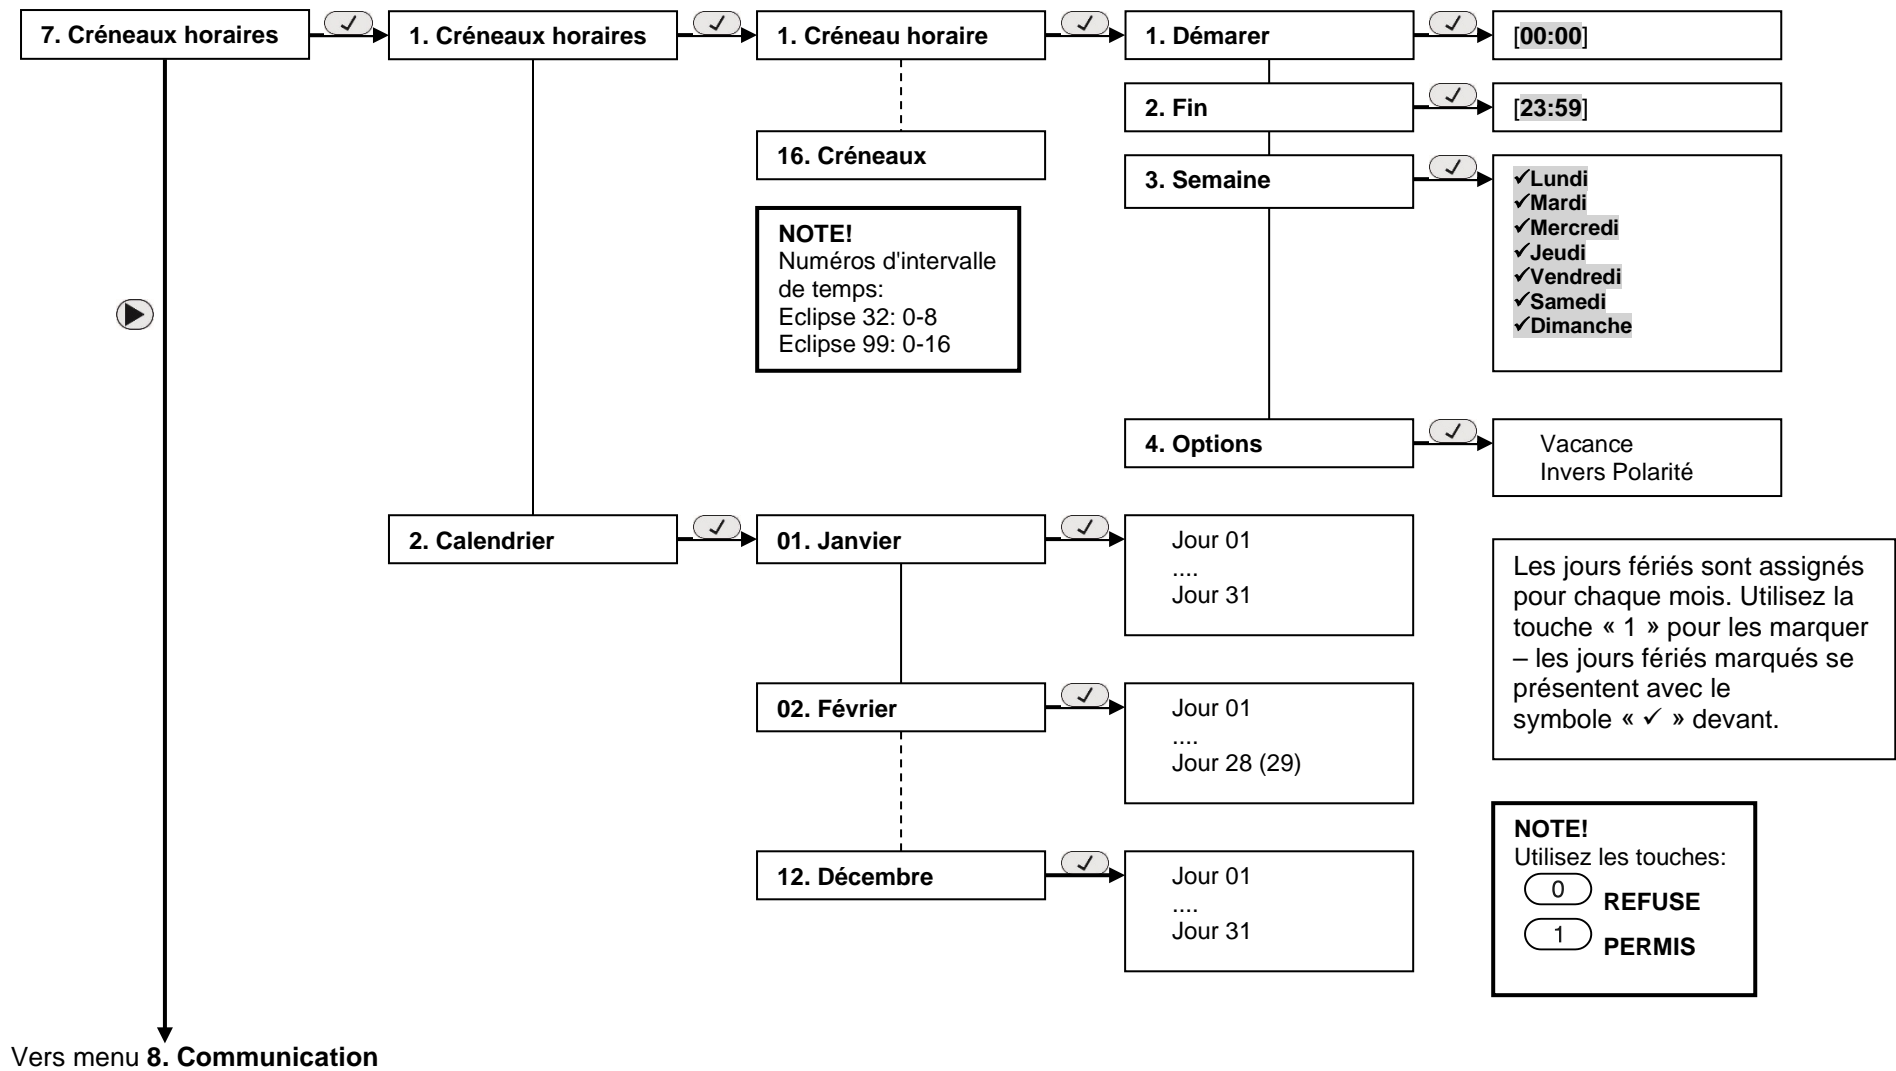 7. Créneaux horaires
1. Créneaux horaires
1. Créneau horaire
1. Démarer
[00:00]
2. Fin
[23:59]
16. Créneaux
3. Semaine
✓Lundi
✓Mardi
✓Mercredi
✓Jeudi
✓Vendredi
✓Samedi
✓Dimanche
NOTE!
Numéros d'intervalle
de temps:
Eclipse 32: 0-8
Eclipse 99: 0-16
4. Options
Vacance
Invers Polarité
2. Calendrier
01. Janvier
Jour 01
....
Jour 31
Les jours fériés sont assignés
pour chaque mois. Utilisez la
touche « 1 » pour les marquer
– les jours fériés marqués se
présentent avec le
symbole « ✓ » devant.
02. Février
Jour 01
....
Jour 28 (29)
12. Décembre
Jour 01
....
Jour 31
NOTE!
Utilisez les touches:
0 REFUSE
1 PERMIS
Vers menu 8. Communication